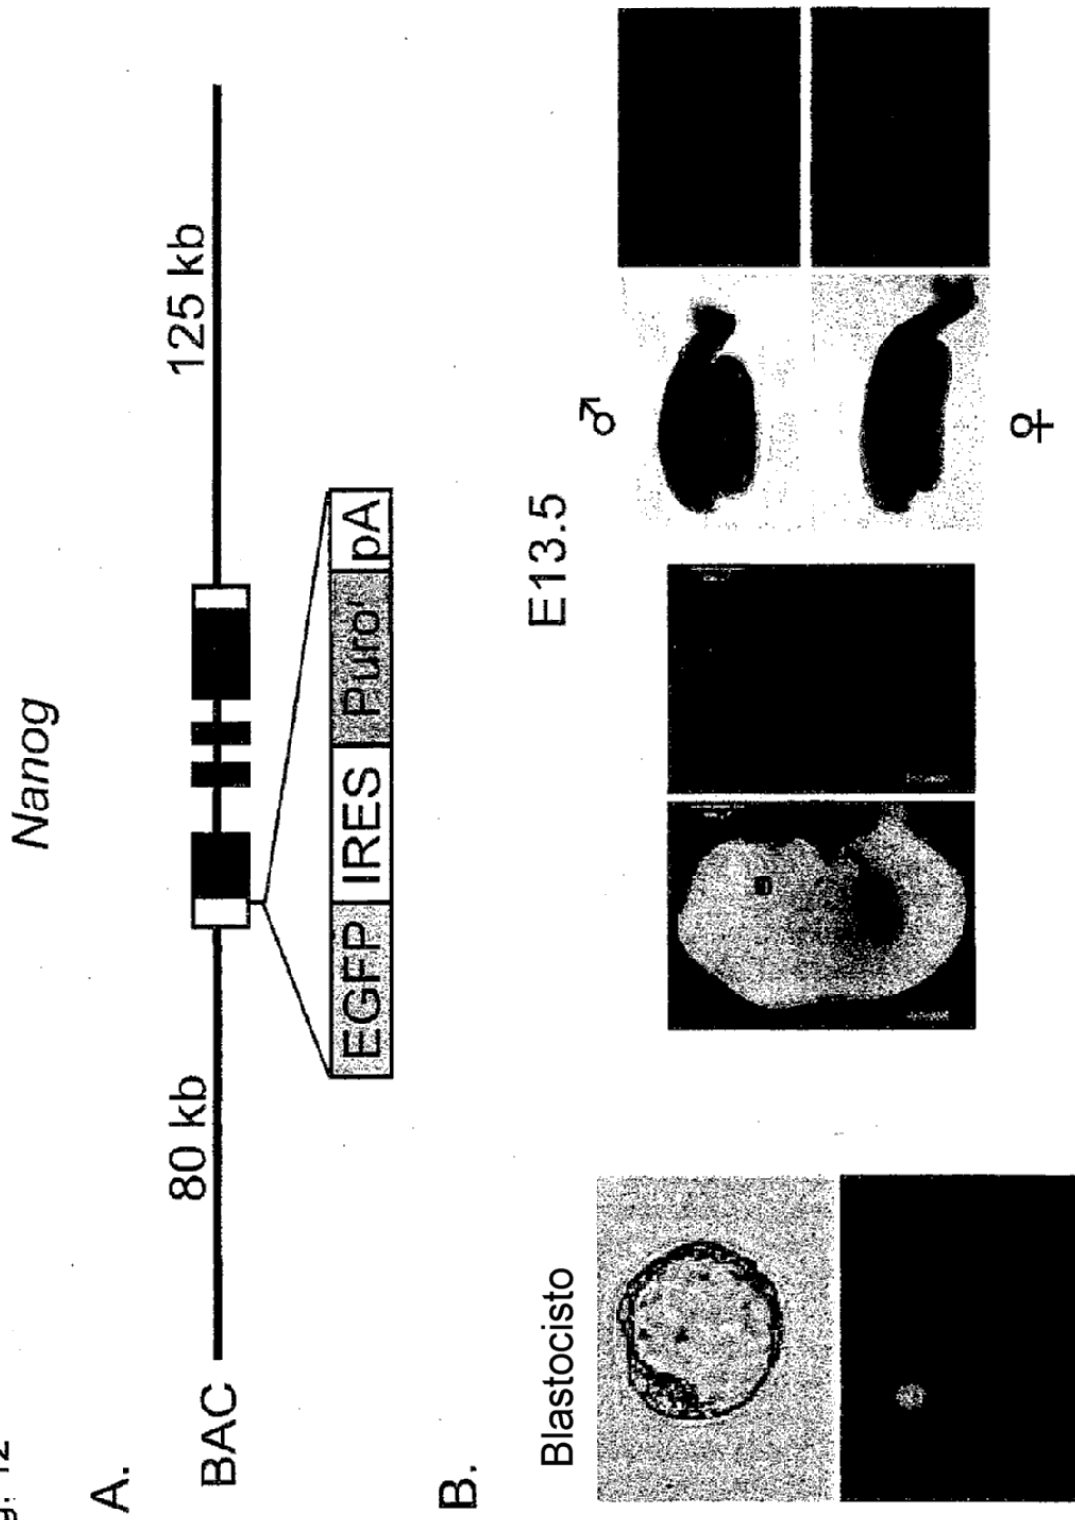 A.
Nanog
BAC
80 kb
125 kb
EGFP IRES Puro^r pA
B.
Blastocisto
E13.5
♂
♀